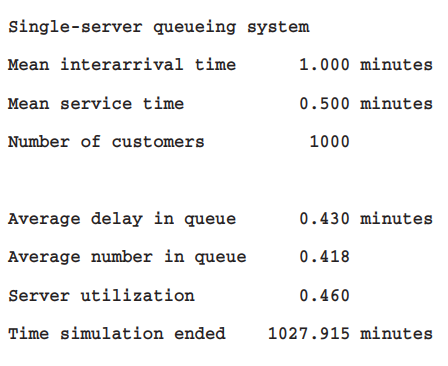 Single-server queueing system
Mean interarrival time 1.000 minutes
Mean service time 0.500 minutes
Number of customers 1000
Average delay in queue 0.430 minutes
Average number in queue 0.418
Server utilization 0.460
Time simulation ended 1027.915 minutes